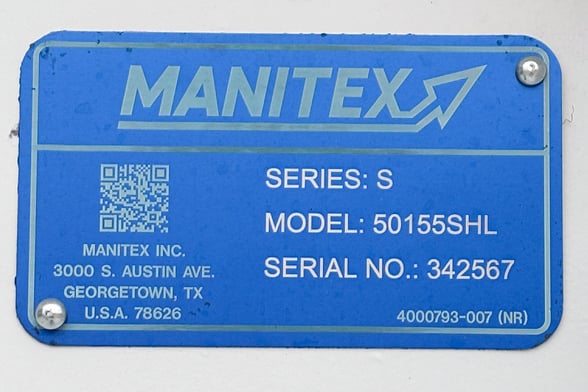 MANITEX
SERIES: S
MODEL: 50155SHL
SERIAL NO.: 342567
MANITEX INC.
3000 S. AUSTIN AVE.
GEORGETOWN, TX
U.S.A. 78626
4000793-007 (NR)